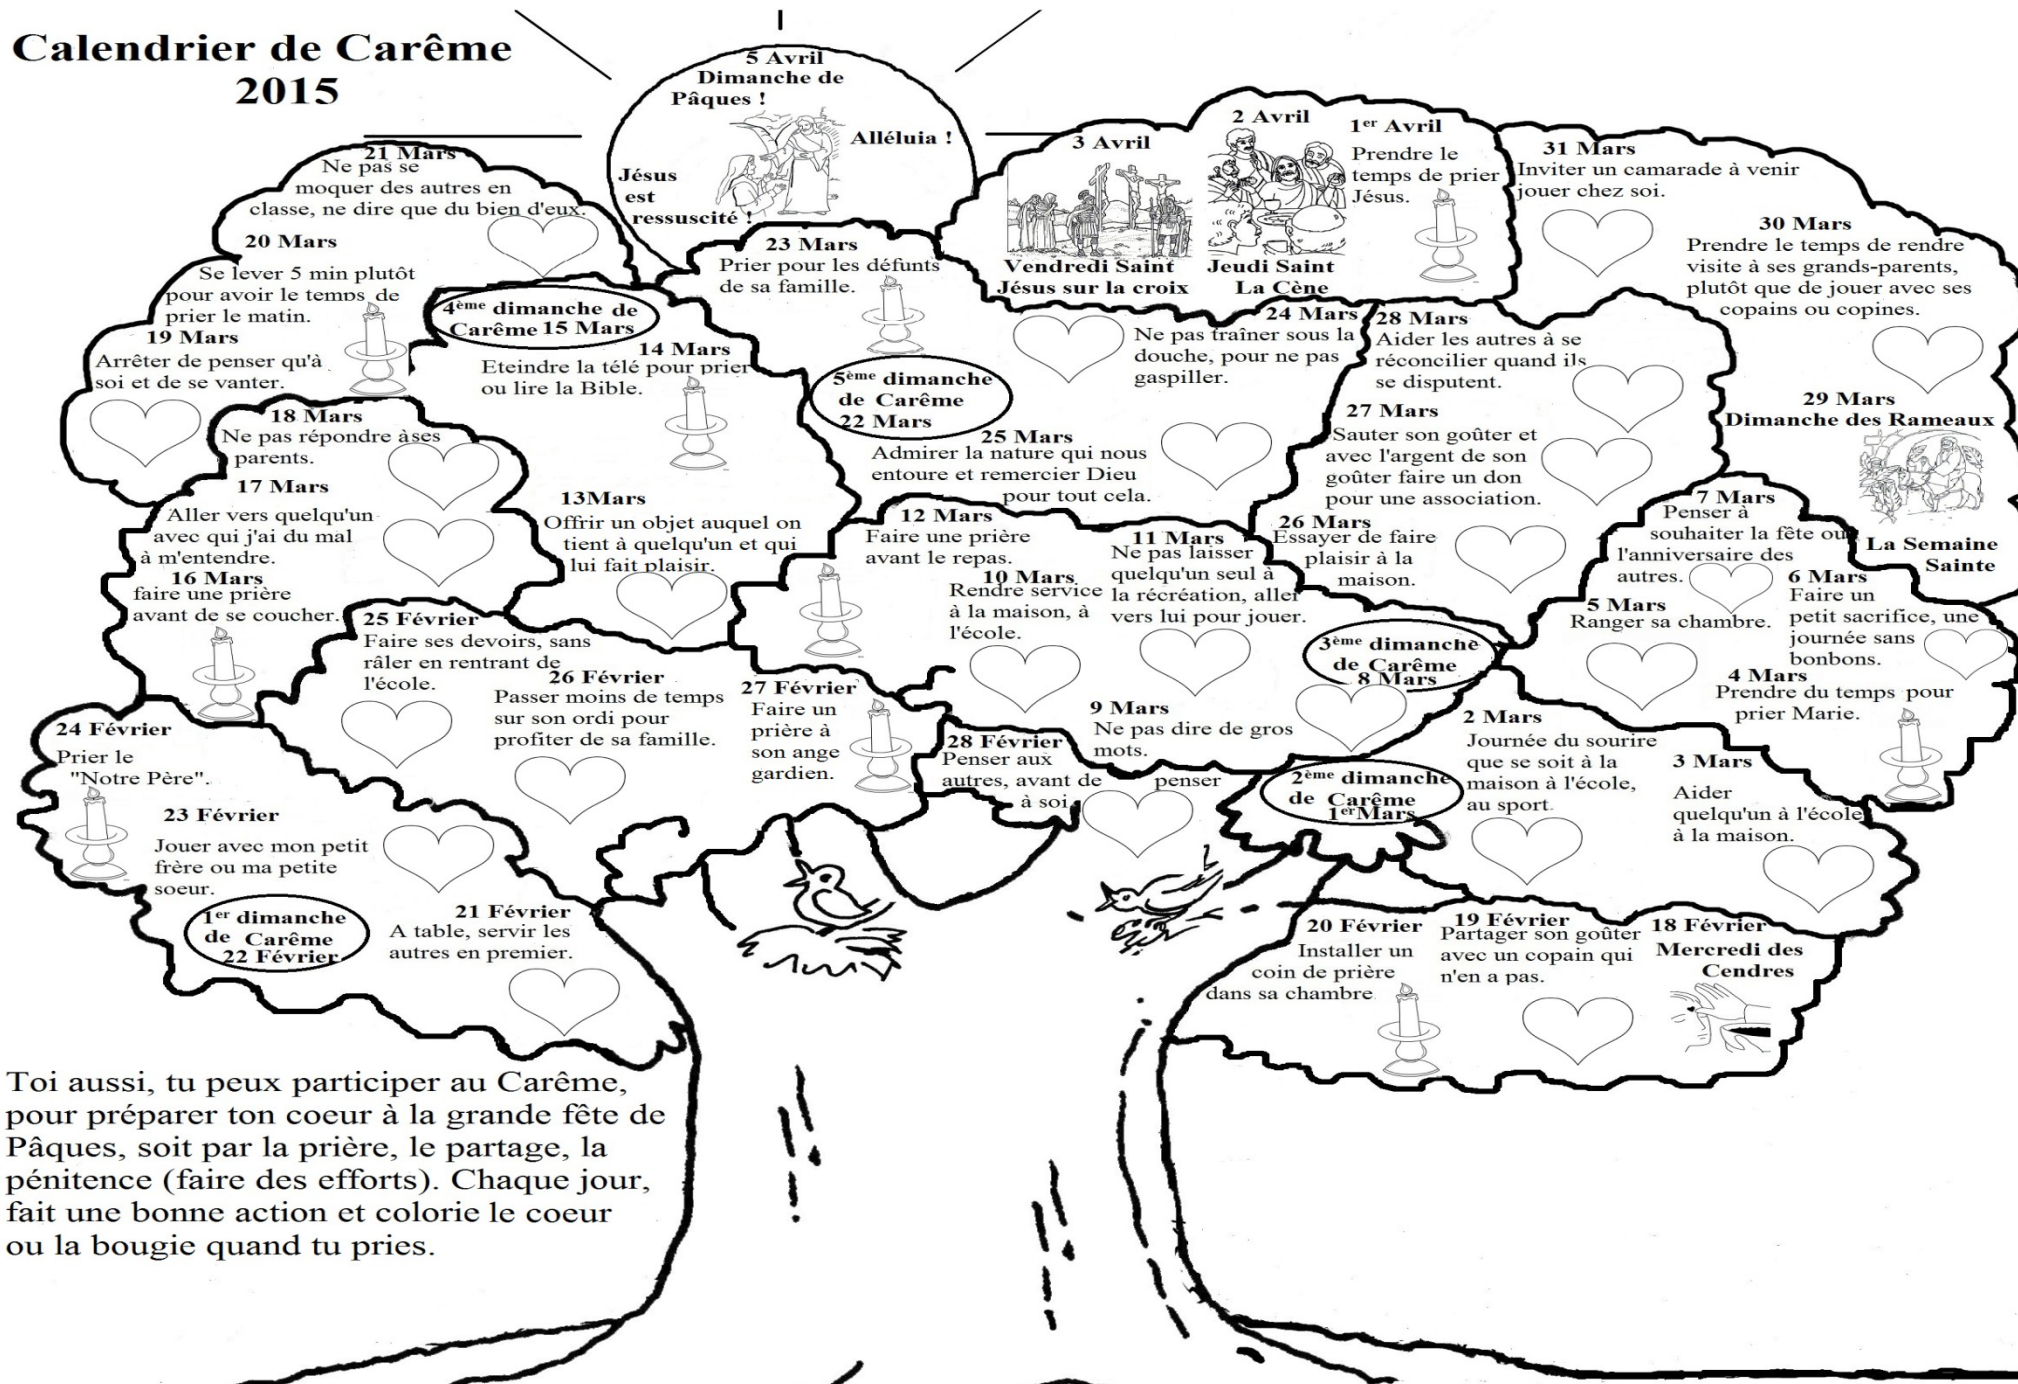 Calendrier de Carême
2015
5 Avril
Dimanche de
Pâques !
Alléluia !
Jésus
est
ressuscité !
21 Mars
Ne pas se
moquer des autres en
classe, ne dire que du bien d'eux.
20 Mars
Se lever 5 min plutôt
pour avoir le temps de
prier le matin.
19 Mars
Arrêter de penser qu'à
soi et de se vanter.
18 Mars
Ne pas répondre àses
parents.
17 Mars
Aller vers quelqu'un
avec qui j'ai du mal
à m'entendre.
16 Mars
faire une prière
avant de se coucher.
4ème dimanche de
Carême 15 Mars
14 Mars
Eteindre la télé pour prier
ou lire la Bible.
13Mars
Offrir un objet auquel on
tient à quelqu'un et qui
lui fait plaisir.
23 Mars
Prier pour les défunts
de sa famille.
5ème dimanche
de Carême
22 Mars
24 Mars
Ne pas traîner sous la
douche, pour ne pas
gaspiller.
25 Mars
Admirer la nature qui nous
entoure et remercier Dieu
pour tout cela.
3 Avril
Vendredi Saint
Jésus sur la croix
2 Avril
Jeudi Saint
La Cène
1er Avril
Prendre le
temps de prier
Jésus.
31 Mars
Inviter un camarade à venir
jouer chez soi.
30 Mars
Prendre le temps de rendre
visite à ses grands-parents,
plutôt que de jouer avec ses
copains ou copines.
29 Mars
Dimanche des Rameaux
La Semaine
Sainte
28 Mars
Aider les autres à se
réconcilier quand ils
se disputent.
27 Mars
Sauter son goûter et
avec l'argent de son
goûter faire un don
pour une association.
26 Mars
Essayer de faire
plaisir à la
maison.
12 Mars
Faire une prière
avant le repas.
11 Mars
Ne pas laisser
quelqu'un seul à
la récréation, aller
vers lui pour jouer.
10 Mars
Rendre service
à la maison, à
l'école.
9 Mars
Ne pas dire de gros
mots.
3ème dimanche
de Carême
8 Mars
7 Mars
Penser à
souhaiter la fête ou
l'anniversaire des
autres.
6 Mars
Faire un
petit sacrifice, une
journée sans
bonbons.
5 Mars
Ranger sa chambre.
4 Mars
Prendre du temps pour
prier Marie.
25 Février
Faire ses devoirs, sans
râler en rentrant de
l'école.
26 Février
Passer moins de temps
sur son ordi pour
profiter de sa famille.
27 Février
Faire un
prière à
son ange
gardien.
28 Février
Penser aux
autres, avant de penser
à soi.
2ème dimanche
de Carême
1er Mars
2 Mars
Journée du sourire
que se soit à la
maison à l'école,
au sport.
3 Mars
Aider
quelqu'un à l'école
à la maison.
24 Février
Prier le
"Notre Père".
23 Février
Jouer avec mon petit
frère ou ma petite
soeur.
1er dimanche
de Carême
22 Février
21 Février
A table, servir les
autres en premier.
20 Février
Installer un
coin de prière
dans sa chambre
19 Février
Partager son goûter
avec un copain qui
n'en a pas.
18 Février
Mercredi des
Cendres
Toi aussi, tu peux participer au Carême,
pour préparer ton coeur à la grande fête de
Pâques, soit par la prière, le partage, la
pénitence (faire des efforts). Chaque jour,
fait une bonne action et colorie le coeur
ou la bougie quand tu pries.